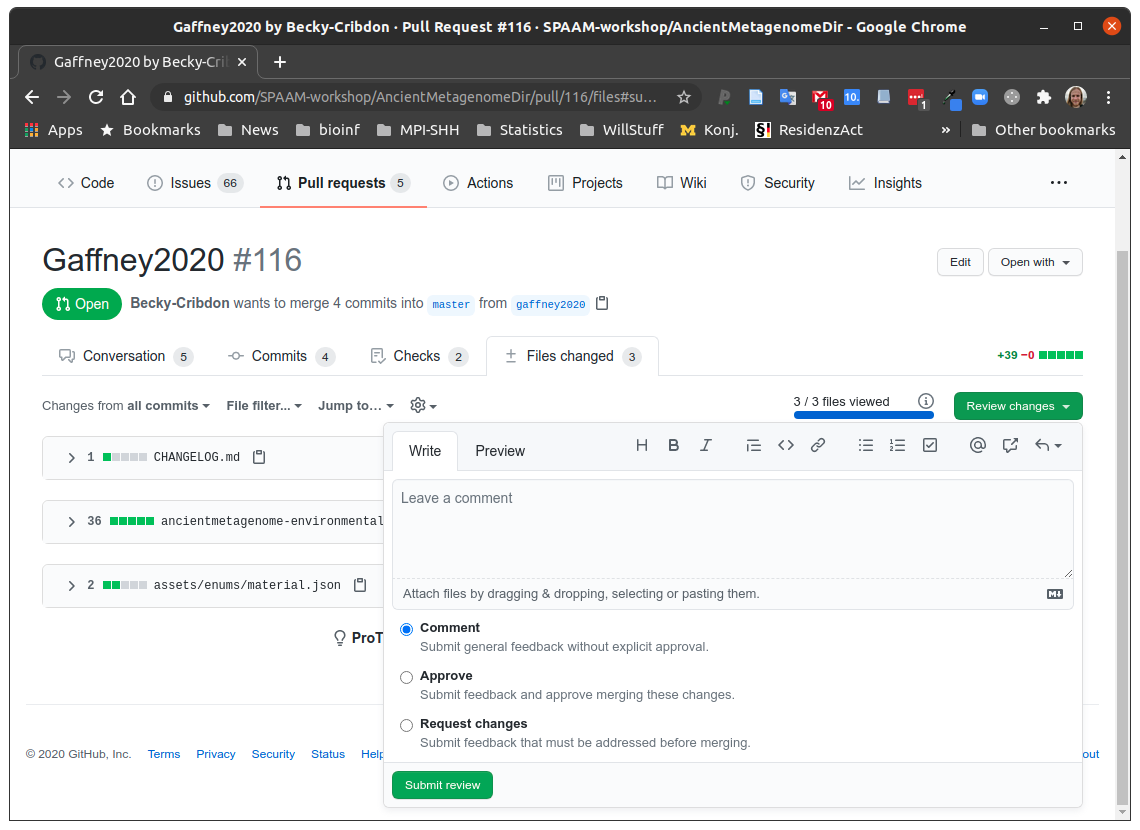 Gaffney2020 by Becky-Cribdon · Pull Request #116 · SPAAM-workshop/AncientMetagenomeDir - Google Chrome
Gaffney2020 by Becky-Cri
github.com/SPAAM-workshop/AncientMetagenomeDir/pull/116/files#su…
10
10.
1
Apps Bookmarks News bioinf MPI-SHH Statistics WillStuff Konj. S! ResidenzAct » Other bookmarks
Code Issues 66 Pull requests 5 Actions Projects Wiki Security Insights
Gaffney2020 #116
Edit Open with
Open Becky-Cribdon wants to merge 4 commits into master from gaffney2020
Conversation 5 Commits 4 Checks 2 Files changed 3
+39 −0
Changes from all commits File filter... Jump to… 3 / 3 files viewed Review changes
1 CHANGELOG.md
36 ancientmetagenome-environmental
2 assets/enums/material.json
ProT
Write Preview
H B I
Leave a comment
Attach files by dragging & dropping, selecting or pasting them.
Comment
Submit general feedback without explicit approval.
Approve
Submit feedback and approve merging these changes.
Request changes
Submit feedback that must be addressed before merging.
Submit review
© 2020 GitHub, Inc. Terms Privacy Security Status Help out